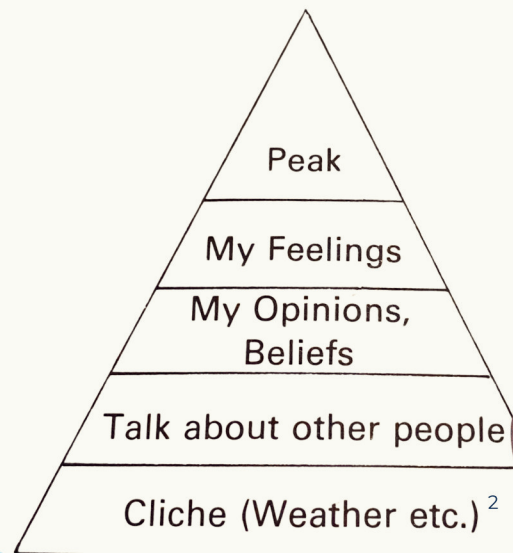 Peak
My Feelings
My Opinions,
Beliefs
Talk about other people
Cliche (Weather etc.) 2